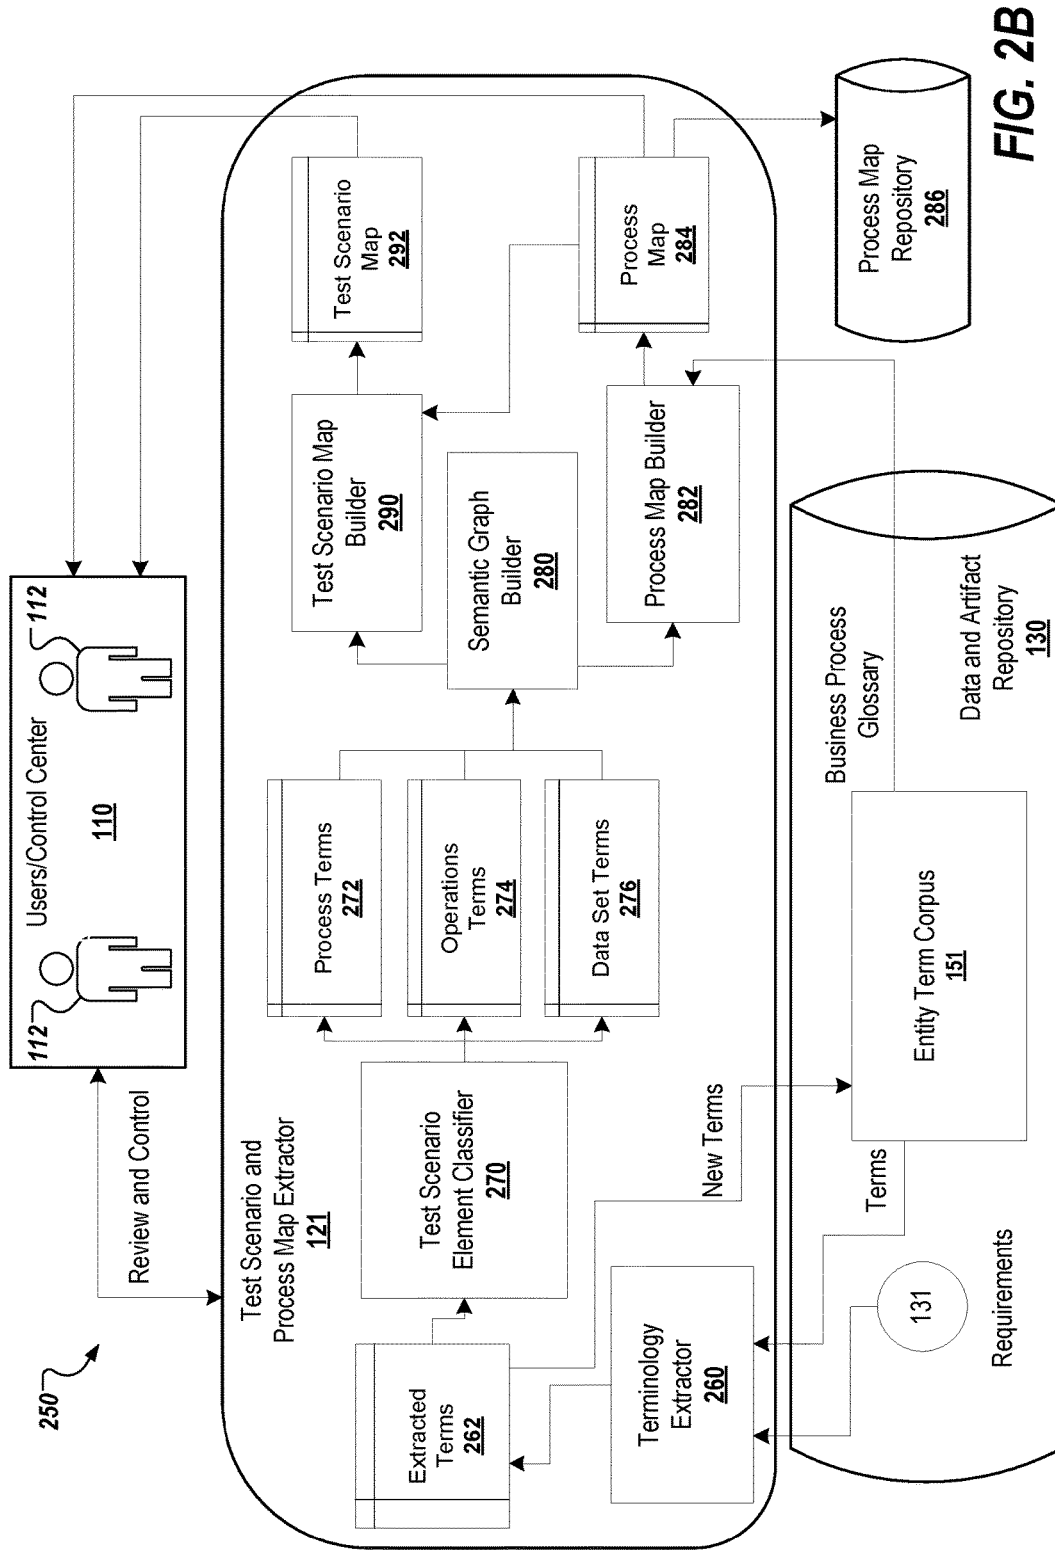 250
112
Users/Control Center
110
112
Review and Control
Test Scenario and
Process Map Extractor
121
Extracted
Terms
262
Terminology
Extractor
260
Test Scenario
Element Classifier
270
New Terms
Process Terms
272
Operations
Terms
274
Data Set Terms
276
Semantic Graph
Builder
280
Test Scenario Map
Builder
290
Process Map Builder
282
Test Scenario
Map
292
Process
Map
284
131
Requirements
Terms
Entity Term Corpus
151
Business Process
Glossary
Data and Artifact
Repository
130
Process Map
Repository
286
FIG. 2B